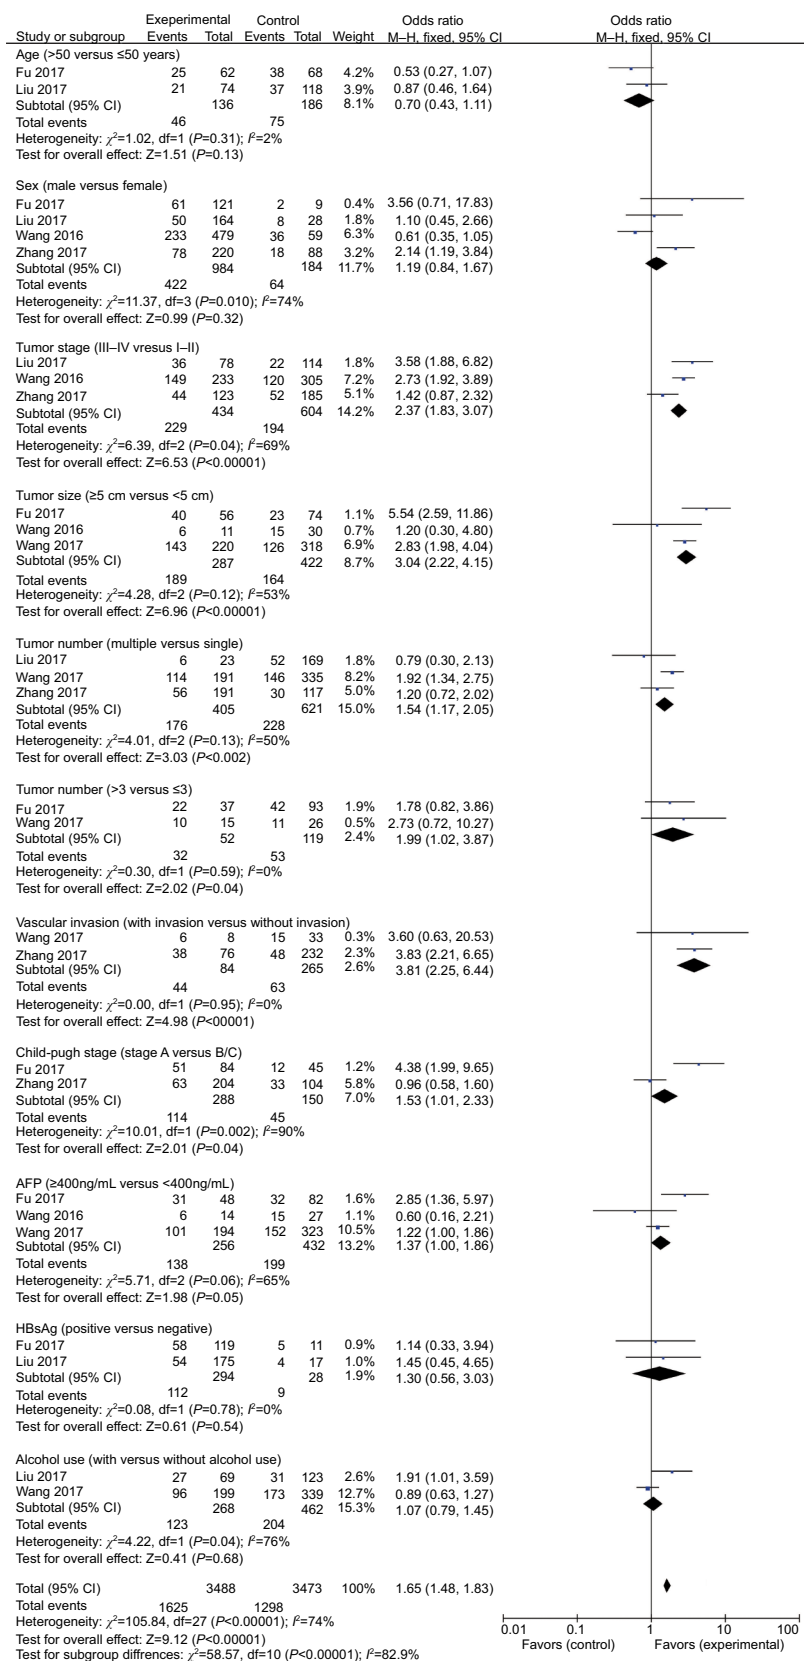 Exeperimental Control Odds ratio Odds ratio
Study or subgroup Events Total Events Total Weight M–H, fixed, 95% CI M–H, fixed, 95% CI
Age (>50 versus ≤50 years)
Fu 2017 25 62 38 68 4.2% 0.53 (0.27, 1.07)
Liu 2017 21 74 37 118 3.9% 0.87 (0.46, 1.64)
Subtotal (95% CI) 136 186 8.1% 0.70 (0.43, 1.11)
Total events 46 75
Heterogeneity: χ²=1.02, df=1 (P=0.31); I²=2%
Test for overall effect: Z=1.51 (P=0.13)
Sex (male versus female)
Fu 2017 61 121 2 9 0.4% 3.56 (0.71, 17.83)
Liu 2017 50 164 8 28 1.8% 1.10 (0.45, 2.66)
Wang 2016 233 479 36 59 6.3% 0.61 (0.35, 1.05)
Zhang 2017 78 220 18 88 3.2% 2.14 (1.19, 3.84)
Subtotal (95% CI) 984 184 11.7% 1.19 (0.84, 1.67)
Total events 422 64
Heterogeneity: χ²=11.37, df=3 (P=0.010); I²=74%
Test for overall effect: Z=0.99 (P=0.32)
Tumor stage (III–IV vresus I–II)
Liu 2017 36 78 22 114 1.8% 3.58 (1.88, 6.82)
Wang 2016 149 233 120 305 7.2% 2.73 (1.92, 3.89)
Zhang 2017 44 123 52 185 5.1% 1.42 (0.87, 2.32)
Subtotal (95% CI) 434 604 14.2% 2.37 (1.83, 3.07)
Total events 229 194
Heterogeneity: χ²=6.39, df=2 (P=0.04); I²=69%
Test for overall effect: Z=6.53 (P<0.00001)
Tumor size (≥5 cm versus <5 cm)
Fu 2017 40 56 23 74 1.1% 5.54 (2.59, 11.86)
Wang 2016 6 11 15 30 0.7% 1.20 (0.30, 4.80)
Wang 2017 143 220 126 318 6.9% 2.83 (1.98, 4.04)
Subtotal (95% CI) 287 422 8.7% 3.04 (2.22, 4.15)
Total events 189 164
Heterogeneity: χ²=4.28, df=2 (P=0.12); I²=53%
Test for overall effect: Z=6.96 (P<0.00001)
Tumor number (multiple versus single)
Liu 2017 6 23 52 169 1.8% 0.79 (0.30, 2.13)
Wang 2017 114 191 146 335 8.2% 1.92 (1.34, 2.75)
Zhang 2017 56 191 30 117 5.0% 1.20 (0.72, 2.02)
Subtotal (95% CI) 405 621 15.0% 1.54 (1.17, 2.05)
Total events 176 228
Heterogeneity: χ²=4.01, df=2 (P=0.13); I²=50%
Test for overall effect: Z=3.03 (P<0.002)
Tumor number (>3 versus ≤3)
Fu 2017 22 37 42 93 1.9% 1.78 (0.82, 3.86)
Wang 2017 10 15 11 26 0.5% 2.73 (0.72, 10.27)
Subtotal (95% CI) 52 119 2.4% 1.99 (1.02, 3.87)
Total events 32 53
Heterogeneity: χ²=0.30, df=1 (P=0.59); I²=0%
Test for overall effect: Z=2.02 (P=0.04)
Vascular invasion (with invasion versus without invasion)
Wang 2017 6 8 15 33 0.3% 3.60 (0.63, 20.53)
Zhang 2017 38 76 48 232 2.3% 3.83 (2.21, 6.65)
Subtotal (95% CI) 84 265 2.6% 3.81 (2.25, 6.44)
Total events 44 63
Heterogeneity: χ²=0.00, df=1 (P=0.95); I²=0%
Test for overall effect: Z=4.98 (P<00001)
Child-pugh stage (stage A versus B/C)
Fu 2017 51 84 12 45 1.2% 4.38 (1.99, 9.65)
Zhang 2017 63 204 33 104 5.8% 0.96 (0.58, 1.60)
Subtotal (95% CI) 288 150 7.0% 1.53 (1.01, 2.33)
Total events 114 45
Heterogeneity: χ²=10.01, df=1 (P=0.002); I²=90%
Test for overall effect: Z=2.01 (P=0.04)
AFP (≥400ng/mL versus <400ng/mL)
Fu 2017 31 48 32 82 1.6% 2.85 (1.36, 5.97)
Wang 2016 6 14 15 27 1.1% 0.60 (0.16, 2.21)
Wang 2017 101 194 152 323 10.5% 1.22 (1.00, 1.86)
Subtotal (95% CI) 256 432 13.2% 1.37 (1.00, 1.86)
Total events 138 199
Heterogeneity: χ²=5.71, df=2 (P=0.06); I²=65%
Test for overall effect: Z=1.98 (P=0.05)
HBsAg (positive versus negative)
Fu 2017 58 119 5 11 0.9% 1.14 (0.33, 3.94)
Liu 2017 54 175 4 17 1.0% 1.45 (0.45, 4.65)
Subtotal (95% CI) 294 28 1.9% 1.30 (0.56, 3.03)
Total events 112 9
Heterogeneity: χ²=0.08, df=1 (P=0.78); I²=0%
Test for overall effect: Z=0.61 (P=0.54)
Alcohol use (with versus without alcohol use)
Liu 2017 27 69 31 123 2.6% 1.91 (1.01, 3.59)
Wang 2017 96 199 173 339 12.7% 0.89 (0.63, 1.27)
Subtotal (95% CI) 268 462 15.3% 1.07 (0.79, 1.45)
Total events 123 204
Heterogeneity: χ²=4.22, df=1 (P=0.04); I²=76%
Test for overall effect: Z=0.41 (P=0.68)
Total (95% CI) 3488 3473 100% 1.65 (1.48, 1.83)
Total events 1625 1298
Heterogeneity: χ²=105.84, df=27 (P<0.00001); I²=74%
Test for overall effect: Z=9.12 (P<0.00001)
Test for subgroup diffrences: χ²=58.57, df=10 (P<0.00001); I²=82.9%
0.01 0.1 1 10 100
Favors (control) Favors (experimental)